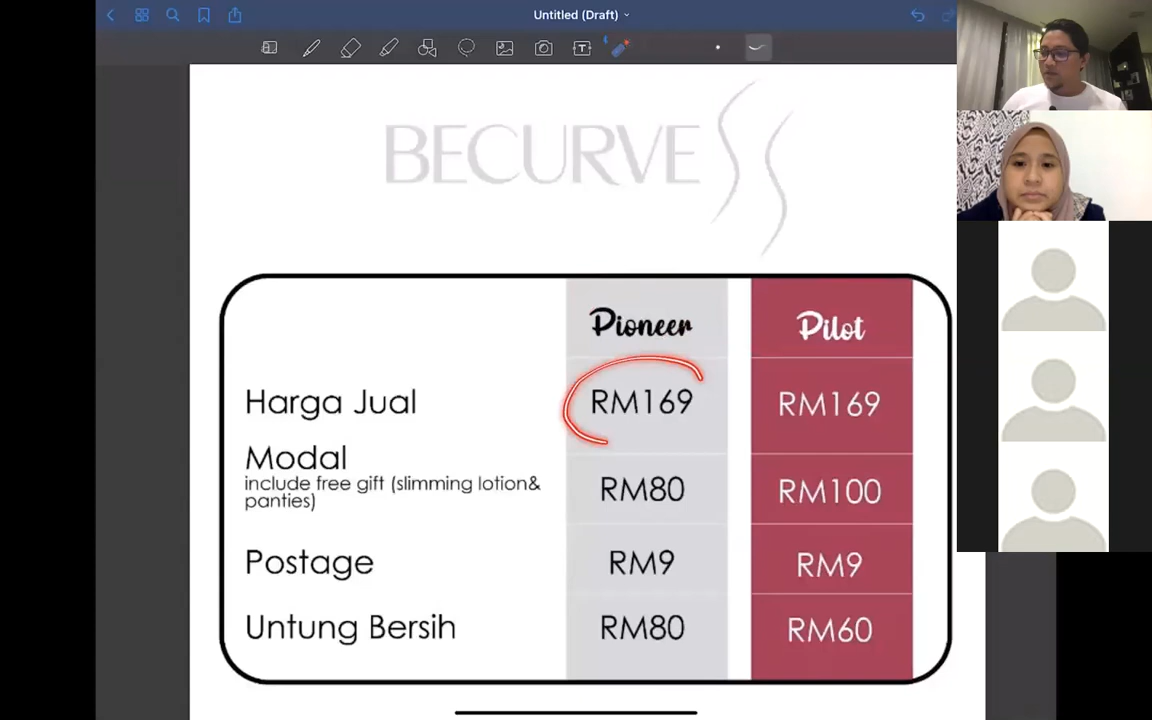 Untitled (Draft)
BECURVE
Pioneer Pilot
Harga Jual RM169 RM169
Modal
include free gift (slimming lotion&
panties) RM80 RM100
Postage RM9 RM9
Untung Bersih RM80 RM60